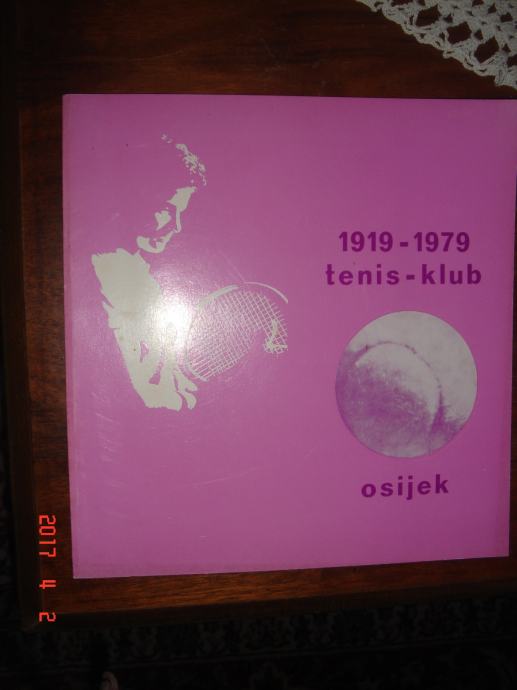 1919 - 1979
tenis - klub
osijek
2017 4 2